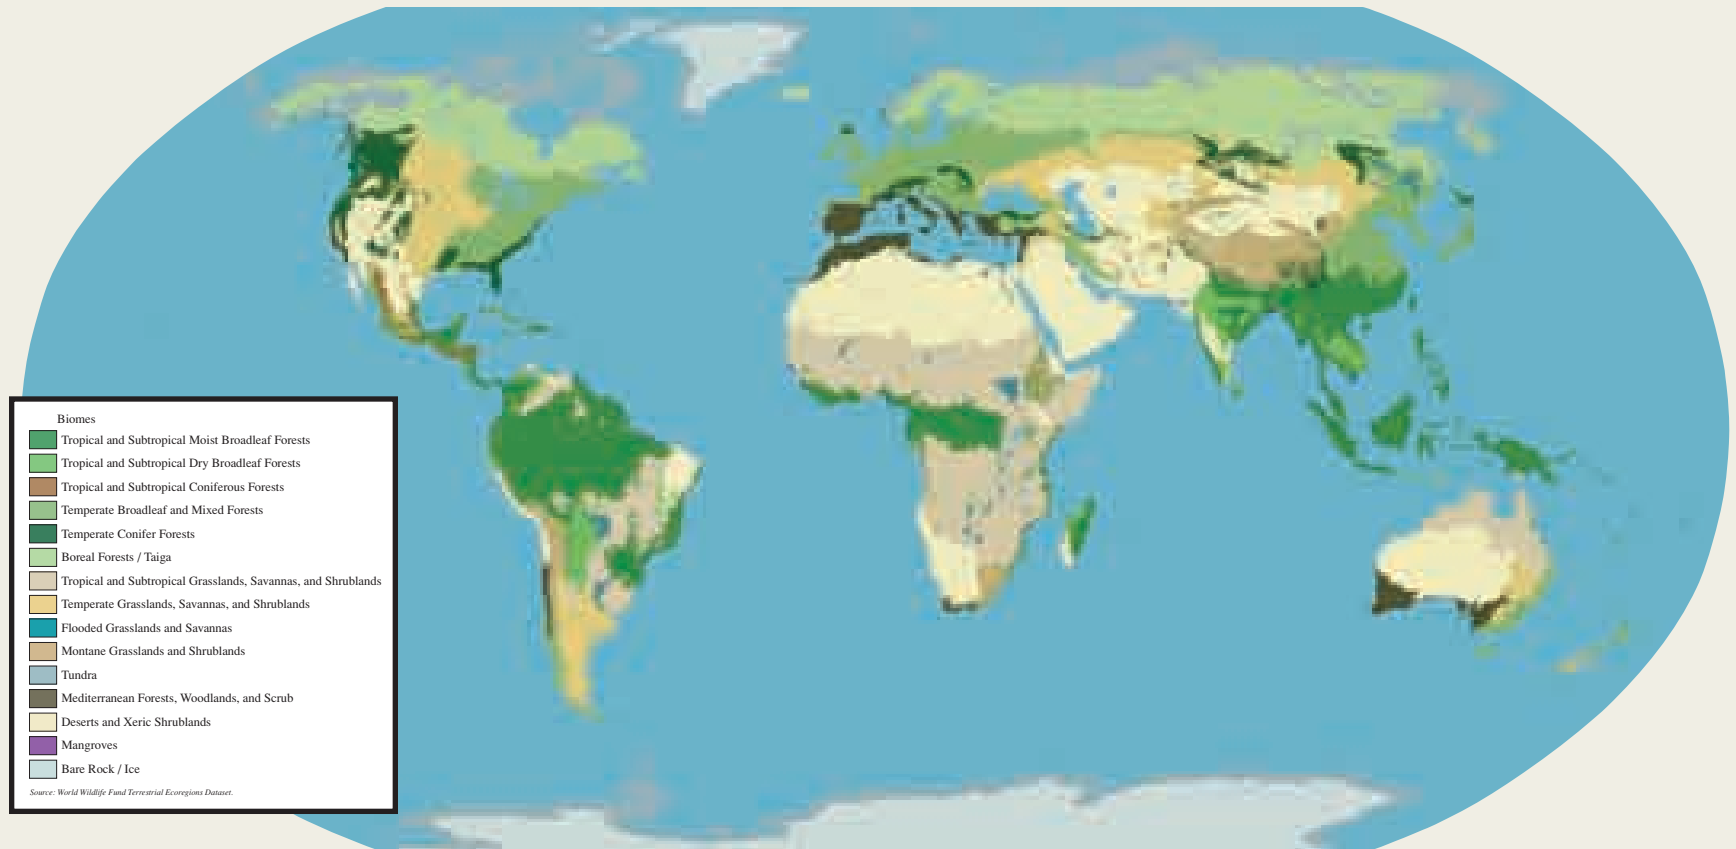 Biomes
Tropical and Subtropical Moist Broadleaf Forests
Tropical and Subtropical Dry Broadleaf Forests
Tropical and Subtropical Coniferous Forests
Temperate Broadleaf and Mixed Forests
Temperate Conifer Forests
Boreal Forests / Taiga
Tropical and Subtropical Grasslands, Savannas, and Shrublands
Temperate Grasslands, Savannas, and Shrublands
Flooded Grasslands and Savannas
Montane Grasslands and Shrublands
Tundra
Mediterranean Forests, Woodlands, and Scrub
Deserts and Xeric Shrublands
Mangroves
Bare Rock / Ice
Source: World Wildlife Fund Terrestrial Ecoregions Dataset.